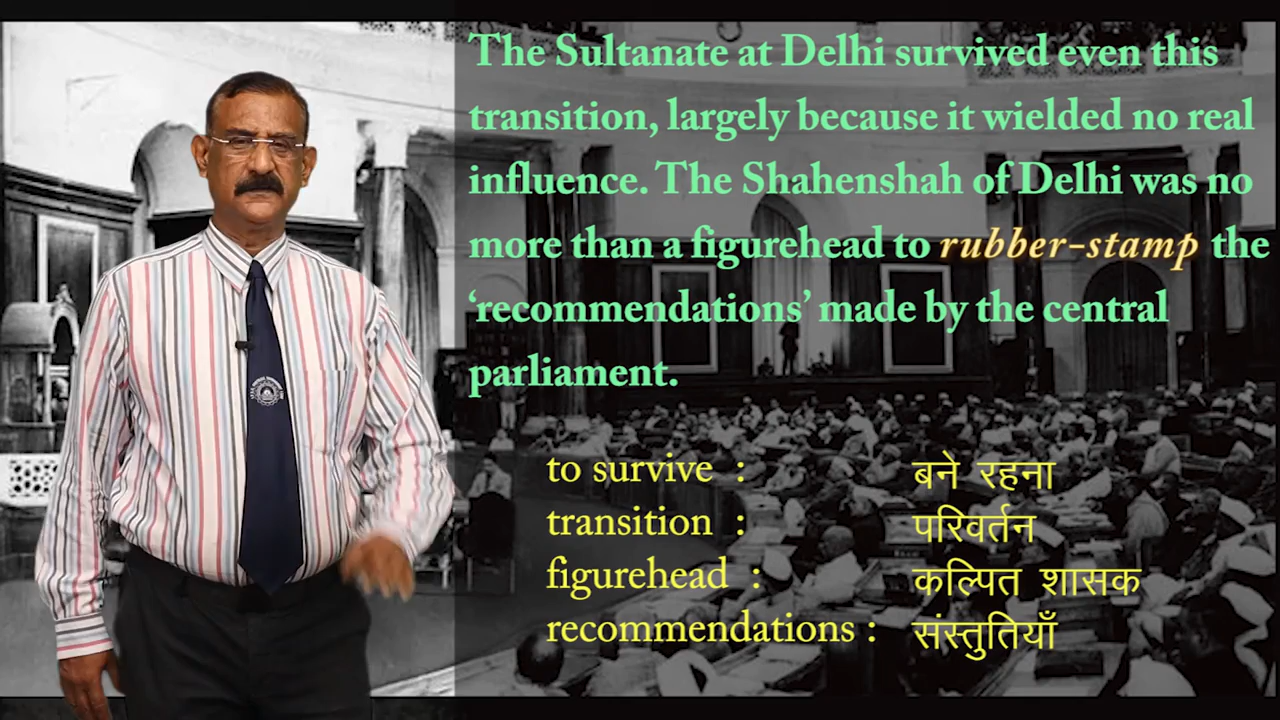 The Sultanate at Delhi survived even this
transition, largely because it wielded no real
influence. The Shahenshah of Delhi was no
more than a figurehead to rubber-stamp the
‘recommendations’ made by the central
parliament.
to survive : बने रहना
transition : परिवर्तन
figurehead : कल्पित शासक
recommendations : संस्तुतियाँ